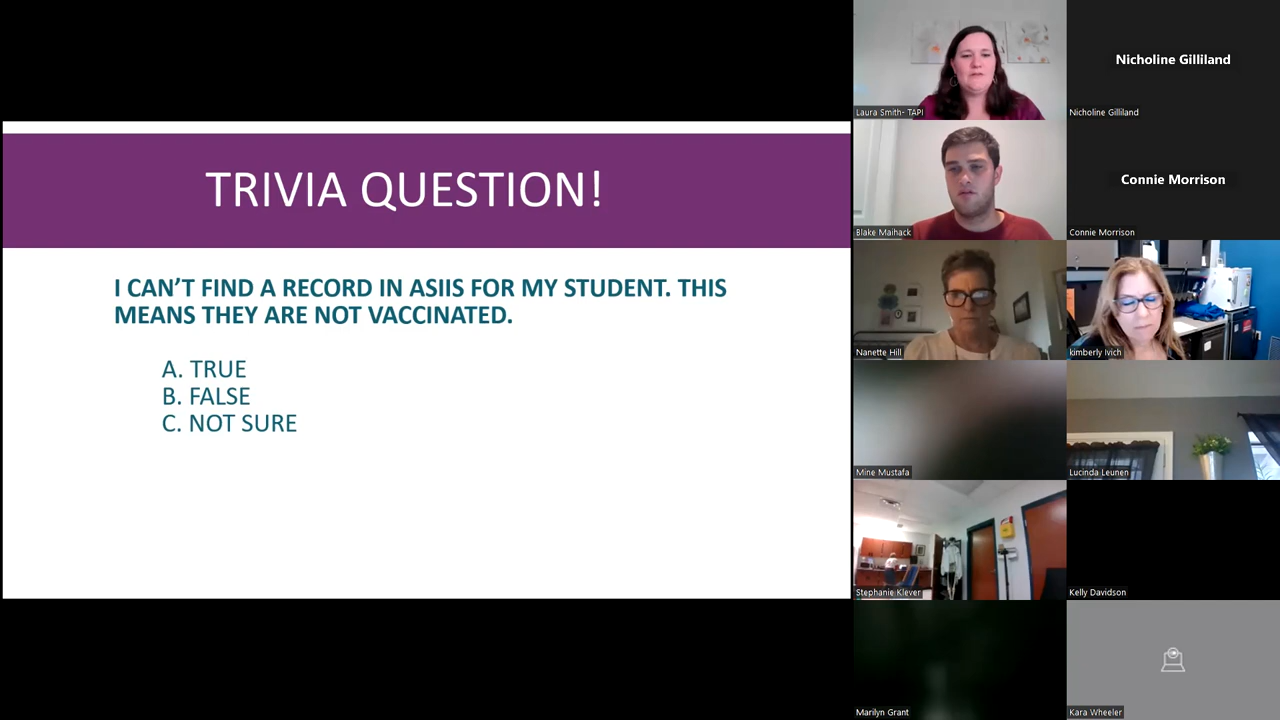 TRIVIA QUESTION!
I CAN'T FIND A RECORD IN ASIIS FOR MY STUDENT. THIS
MEANS THEY ARE NOT VACCINATED.
A. TRUE
B. FALSE
C. NOT SURE
Laura Smith- TAPI
Nicholine Gilliland
Nicholine Gilliland
Blake Maihack
Connie Morrison
Connie Morrison
Nanette Hill
kimberly Ivich
Mine Mustafa
Lucinda Leunen
Stephanie Klever
Kelly Davidson
Marilyn Grant
Kara Wheeler